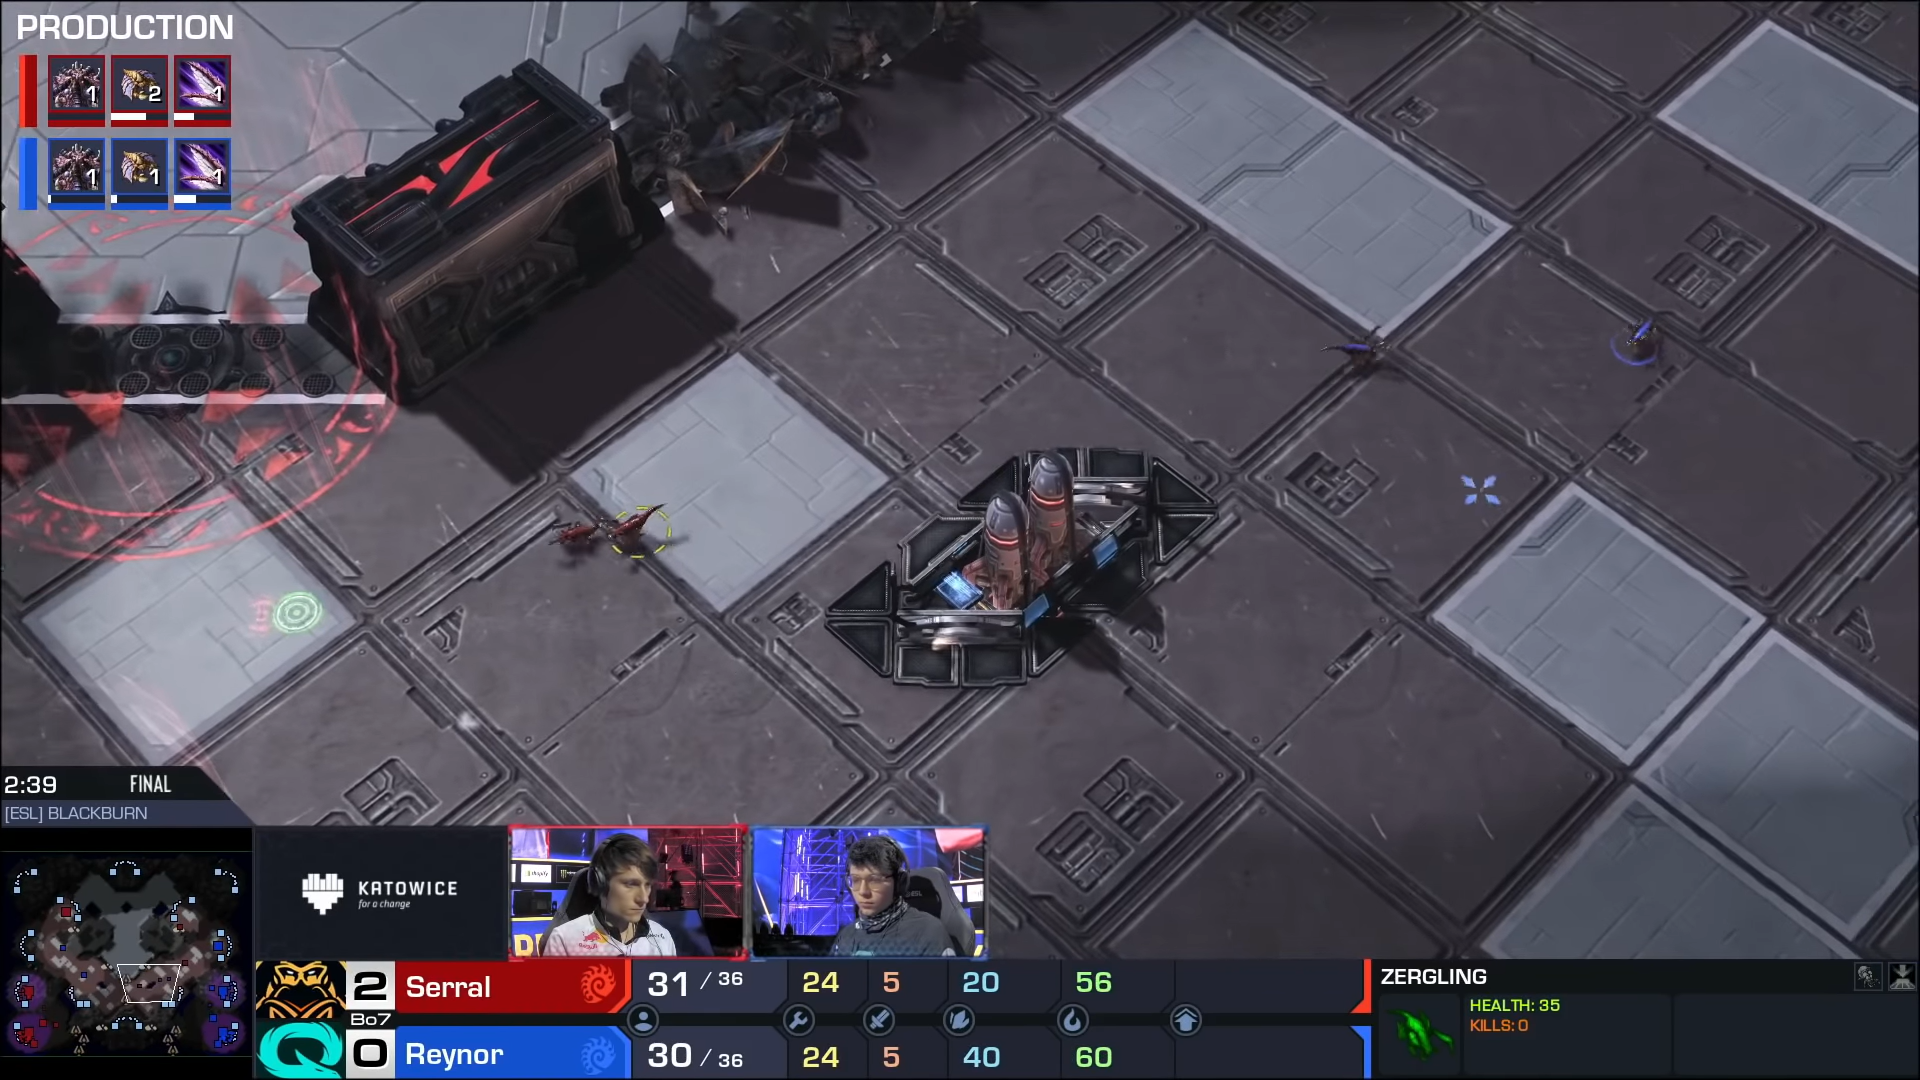 PRODUCTION
1 2 1
1 1 1
2:39 FINAL
[ESL] BLACKBURN
KATOWICE
for a change
2 Serral 31 / 36 24 5 20 56
Bo7
0 Reynor 30 / 36 24 5 40 60
ZERGLING
HEALTH: 35
KILLS: 0